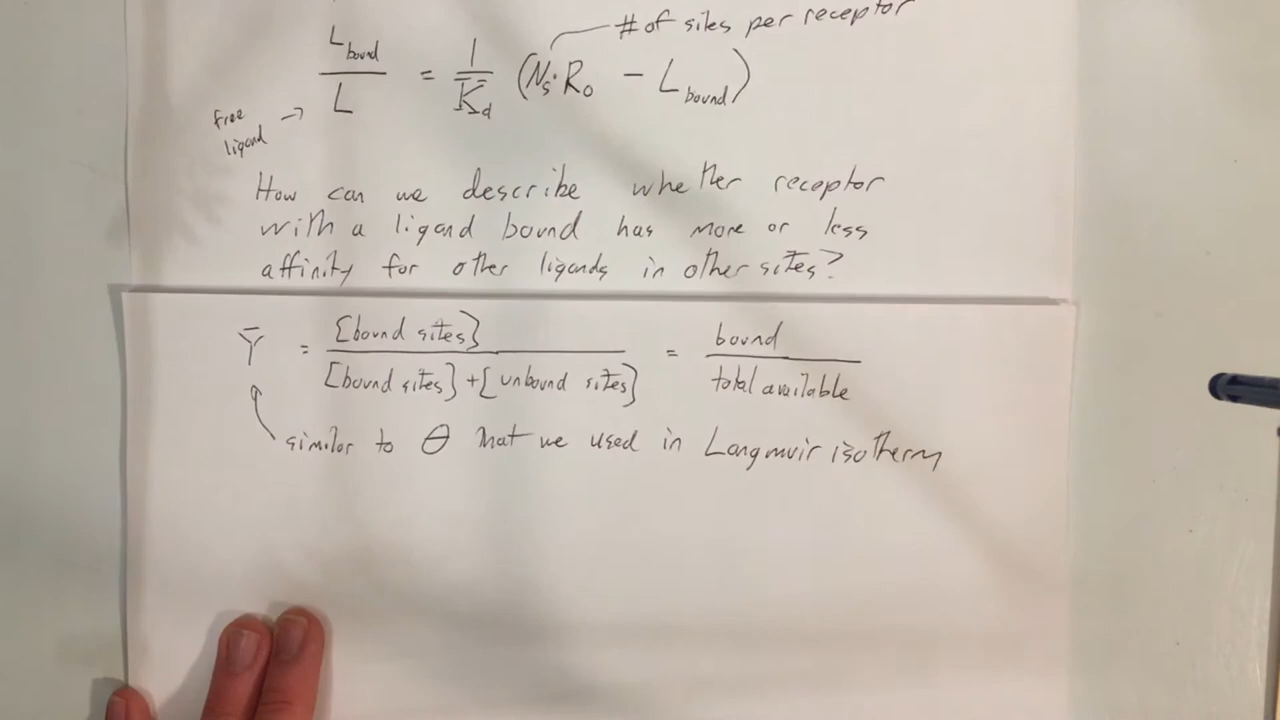 # of sites per receptor
L_bound / L = 1 / K_d (N_s · R_0 − L_bound)
free ligand →
How can we describe whether receptor
with a ligand bound has more or less
affinity for other ligands in other sites?
Ȳ = [bound sites] / [bound sites] + [unbound sites] = bound / total available
similar to θ that we used in Langmuir isotherm